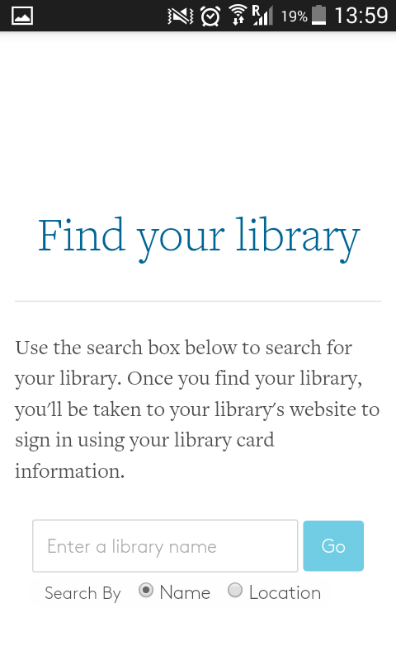 R 19% 13:59
Find your library
Use the search box below to search for
your library. Once you find your library,
you'll be taken to your library's website to
sign in using your library card
information.
Enter a library name Go
Search By Name Location